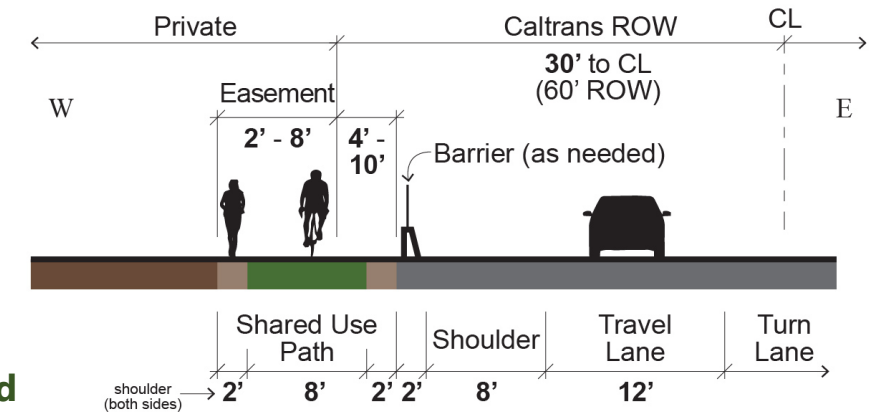 Private
Caltrans ROW
CL
30’ to CL
(60’ ROW)
W
Easement
E
2’ - 8’
4’ -
10’
Barrier (as needed)
Shared Use
Path
Shoulder
Travel
Lane
Turn
Lane
d
shoulder
(both sides)
2’ 8’ 2’ 2’ 8’ 12’